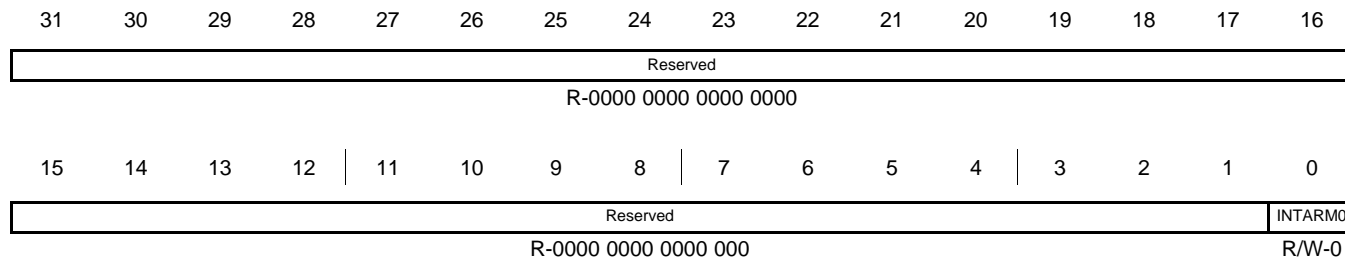 31 30 29 28 27 26 25 24 23 22 21 20 19 18 17 16
Reserved
R-0000 0000 0000 0000
15 14 13 12 11 10 9 8 7 6 5 4 3 2 1 0
Reserved INTARM0
R-0000 0000 0000 000 R/W-0